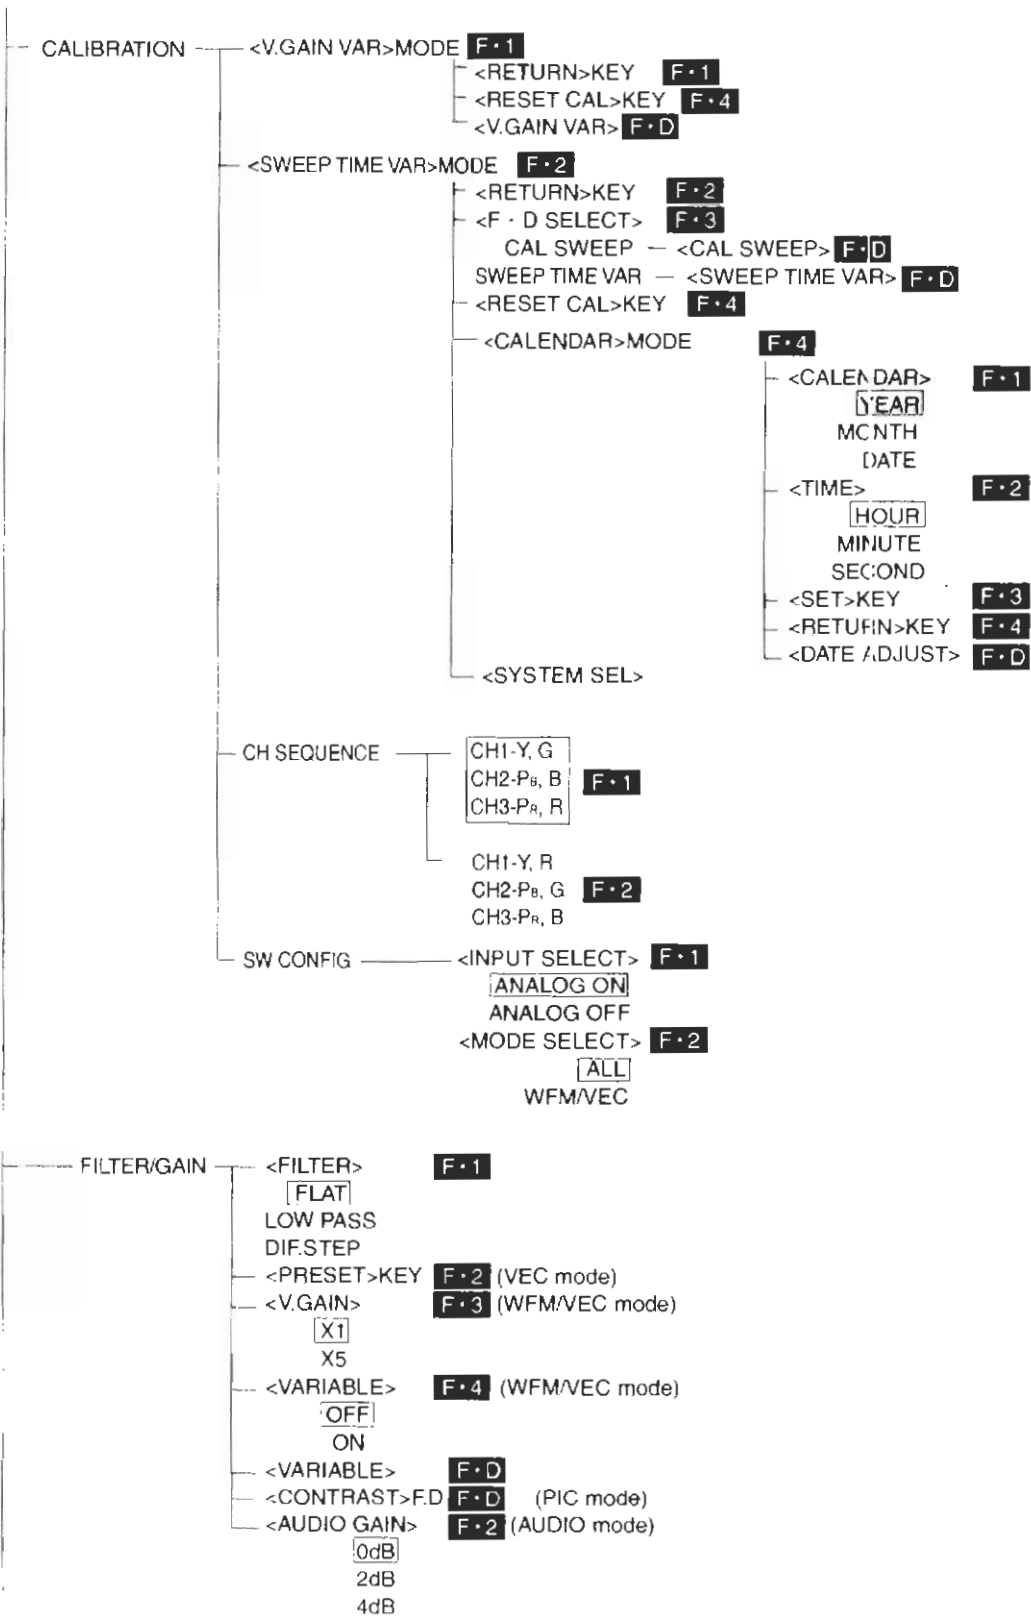 CALIBRATION <V.GAIN VAR>MODE F・1
<RETURN>KEY F・1
<RESET CAL>KEY F・4
<V.GAIN VAR> F・D
<SWEEP TIME VAR>MODE F・2
<RETURN>KEY F・2
<F・D SELECT> F・3
CAL SWEEP — <CAL SWEEP> F・D
SWEEP TIME VAR — <SWEEP TIME VAR> F・D
<RESET CAL>KEY F・4
<CALENDAR>MODE F・4
<CALENDAR> F・1
YEAR
MONTH
DATE
<TIME> F・2
HOUR
MINUTE
SECOND
<SET>KEY F・3
<RETURN>KEY F・4
<DATE ADJUST> F・D
<SYSTEM SEL>
CH SEQUENCE CH1-Y, G
CH2-PB, B F・1
CH3-PR, R
CH1-Y, R
CH2-PB, G F・2
CH3-PR, B
SW CONFIG <INPUT SELECT> F・1
ANALOG ON
ANALOG OFF
<MODE SELECT> F・2
ALL
WFM/VEC
FILTER/GAIN <FILTER> F・1
FLAT
LOW PASS
DIF.STEP
<PRESET>KEY F・2 (VEC mode)
<V.GAIN> F・3 (WFM/VEC mode)
X1
X5
<VARIABLE> F・4 (WFM/VEC mode)
OFF
ON
<VARIABLE> F・D
<CONTRAST>F.D F・D (PIC mode)
<AUDIO GAIN> F・2 (AUDIO mode)
0dB
2dB
4dB